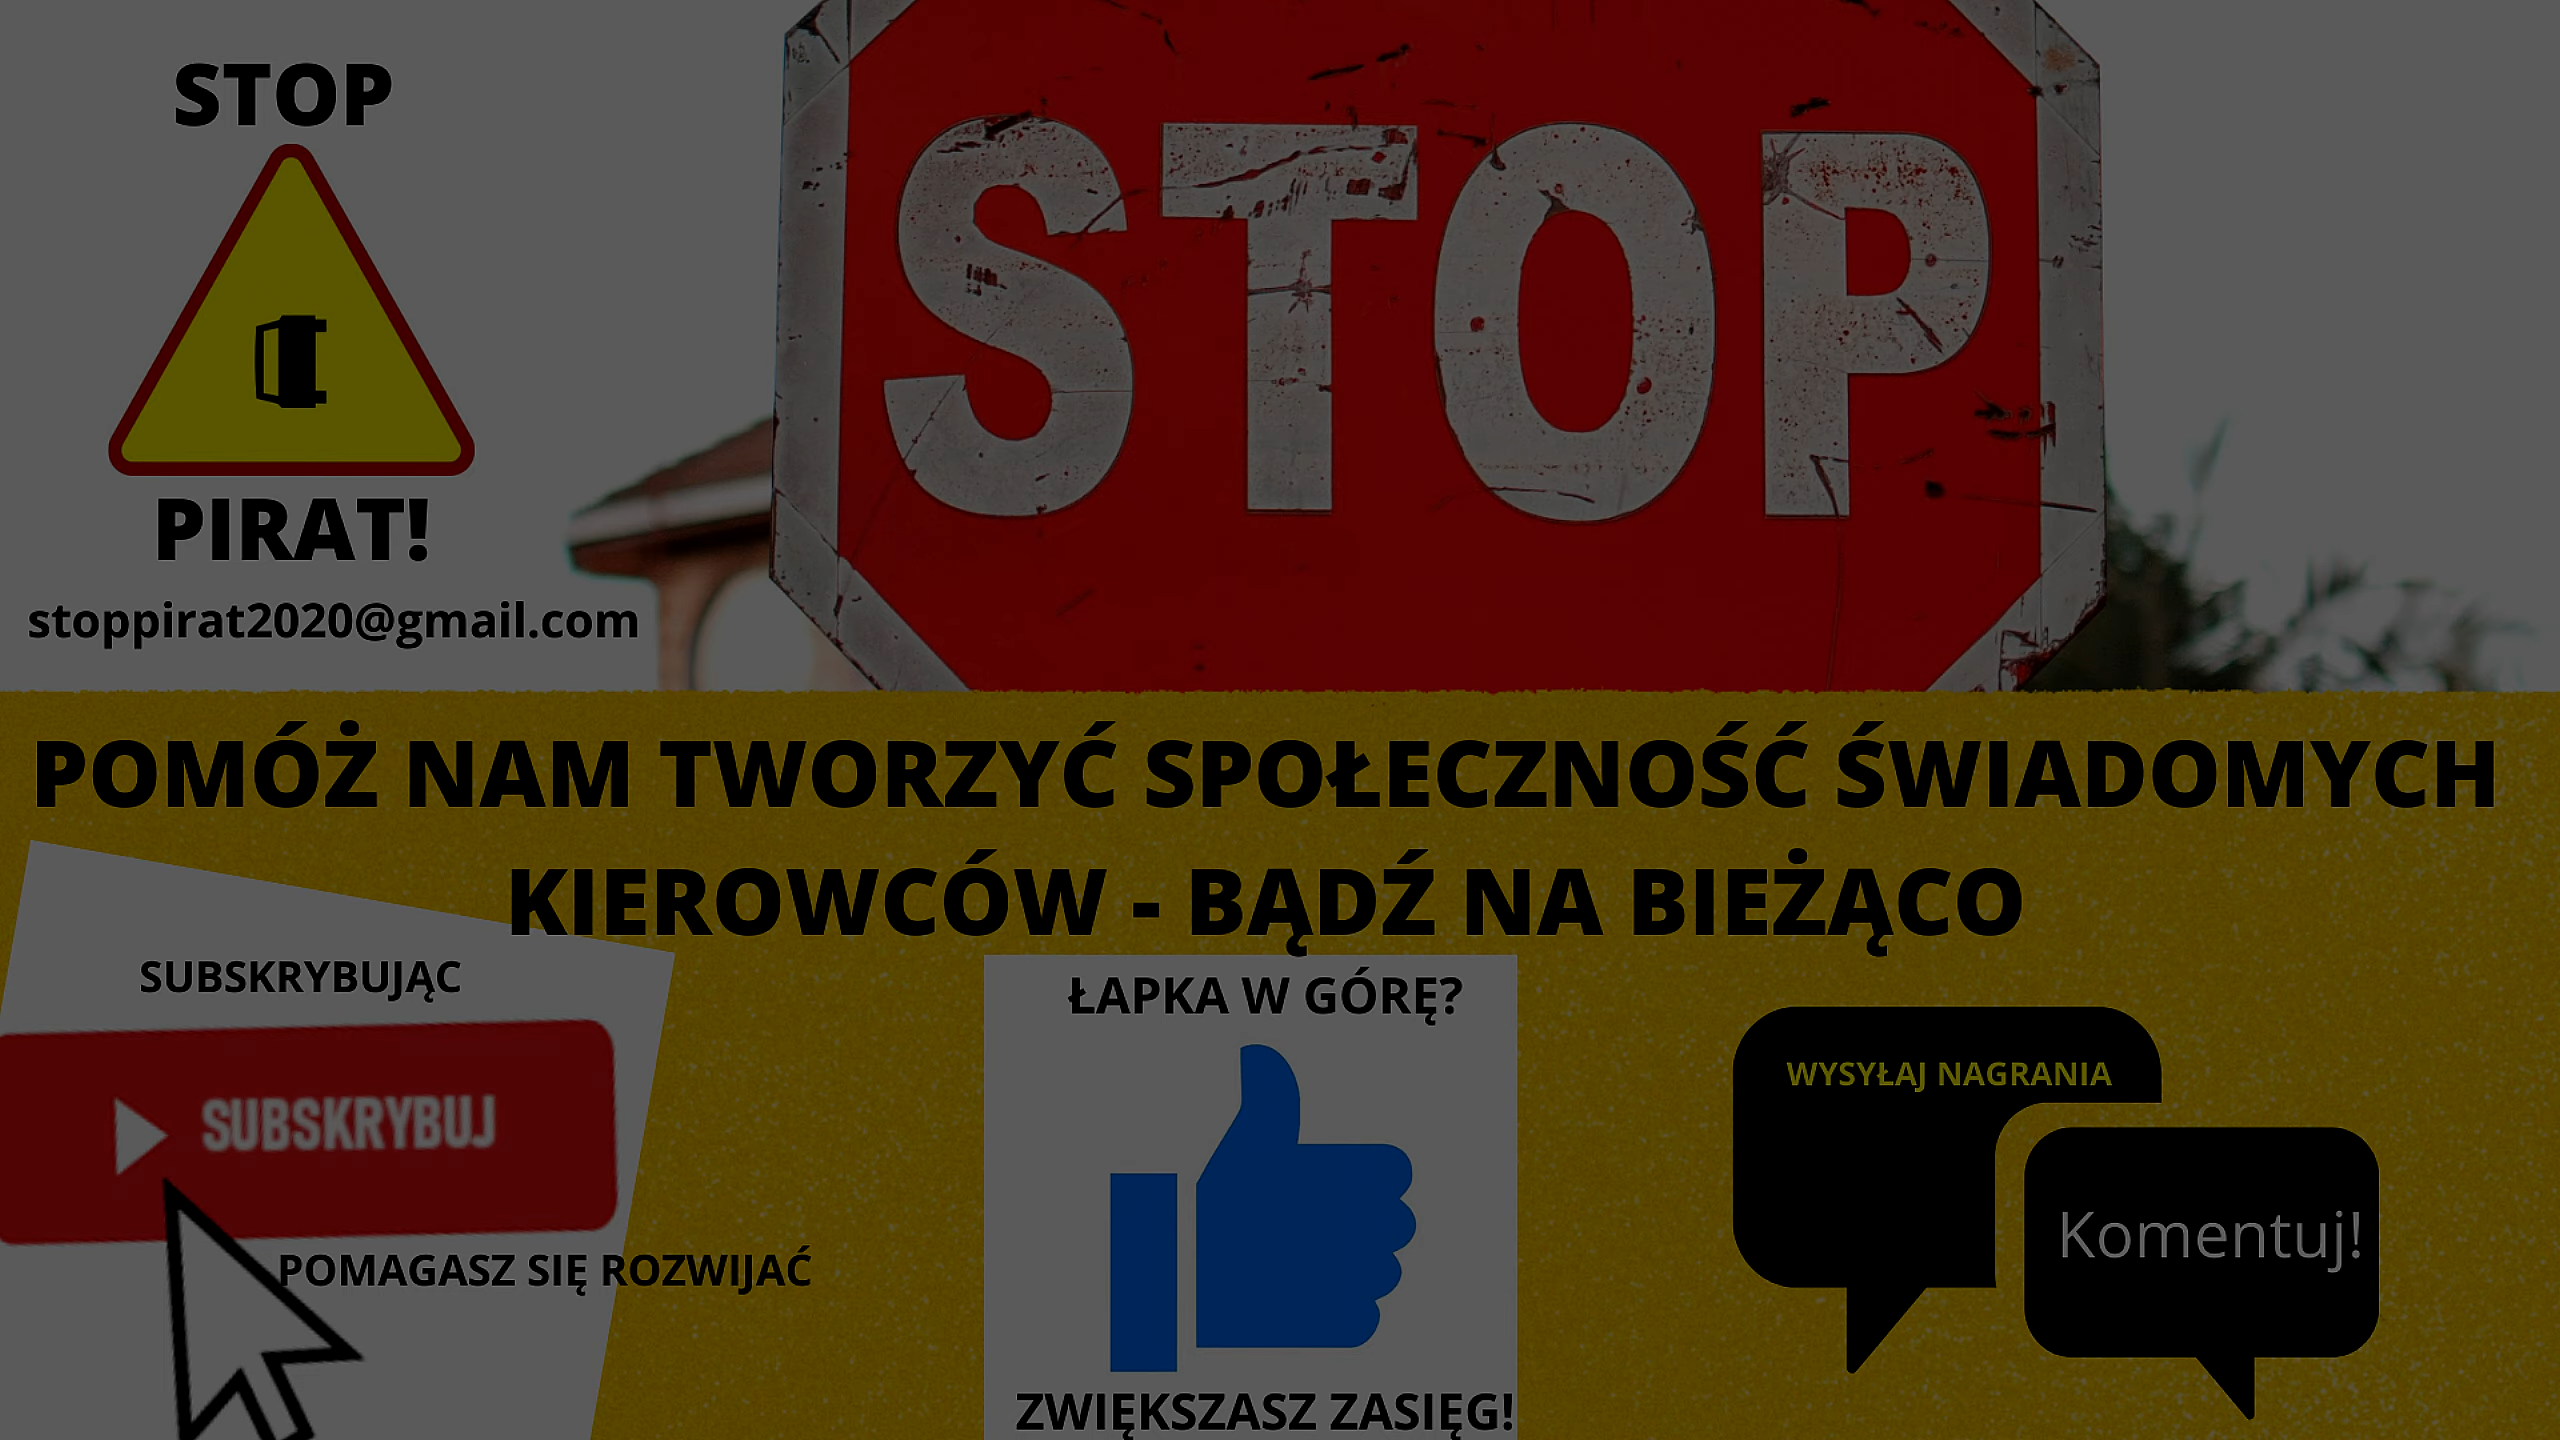 STOP
PIRAT!
stoppirat2020@gmail.com
STOP
POMÓŻ NAM TWORZYĆ SPOŁECZNOŚĆ ŚWIADOMYCH
KIEROWCÓW - BĄDŹ NA BIEŻĄCO
SUBSKRYBUJĄC
SUBSKRYBUJ
POMAGASZ SIĘ ROZWIJAĆ
ŁAPKA W GÓRĘ?
ZWIĘKSZASZ ZASIĘG!
WYSYŁAJ NAGRANIA
Komentuj!